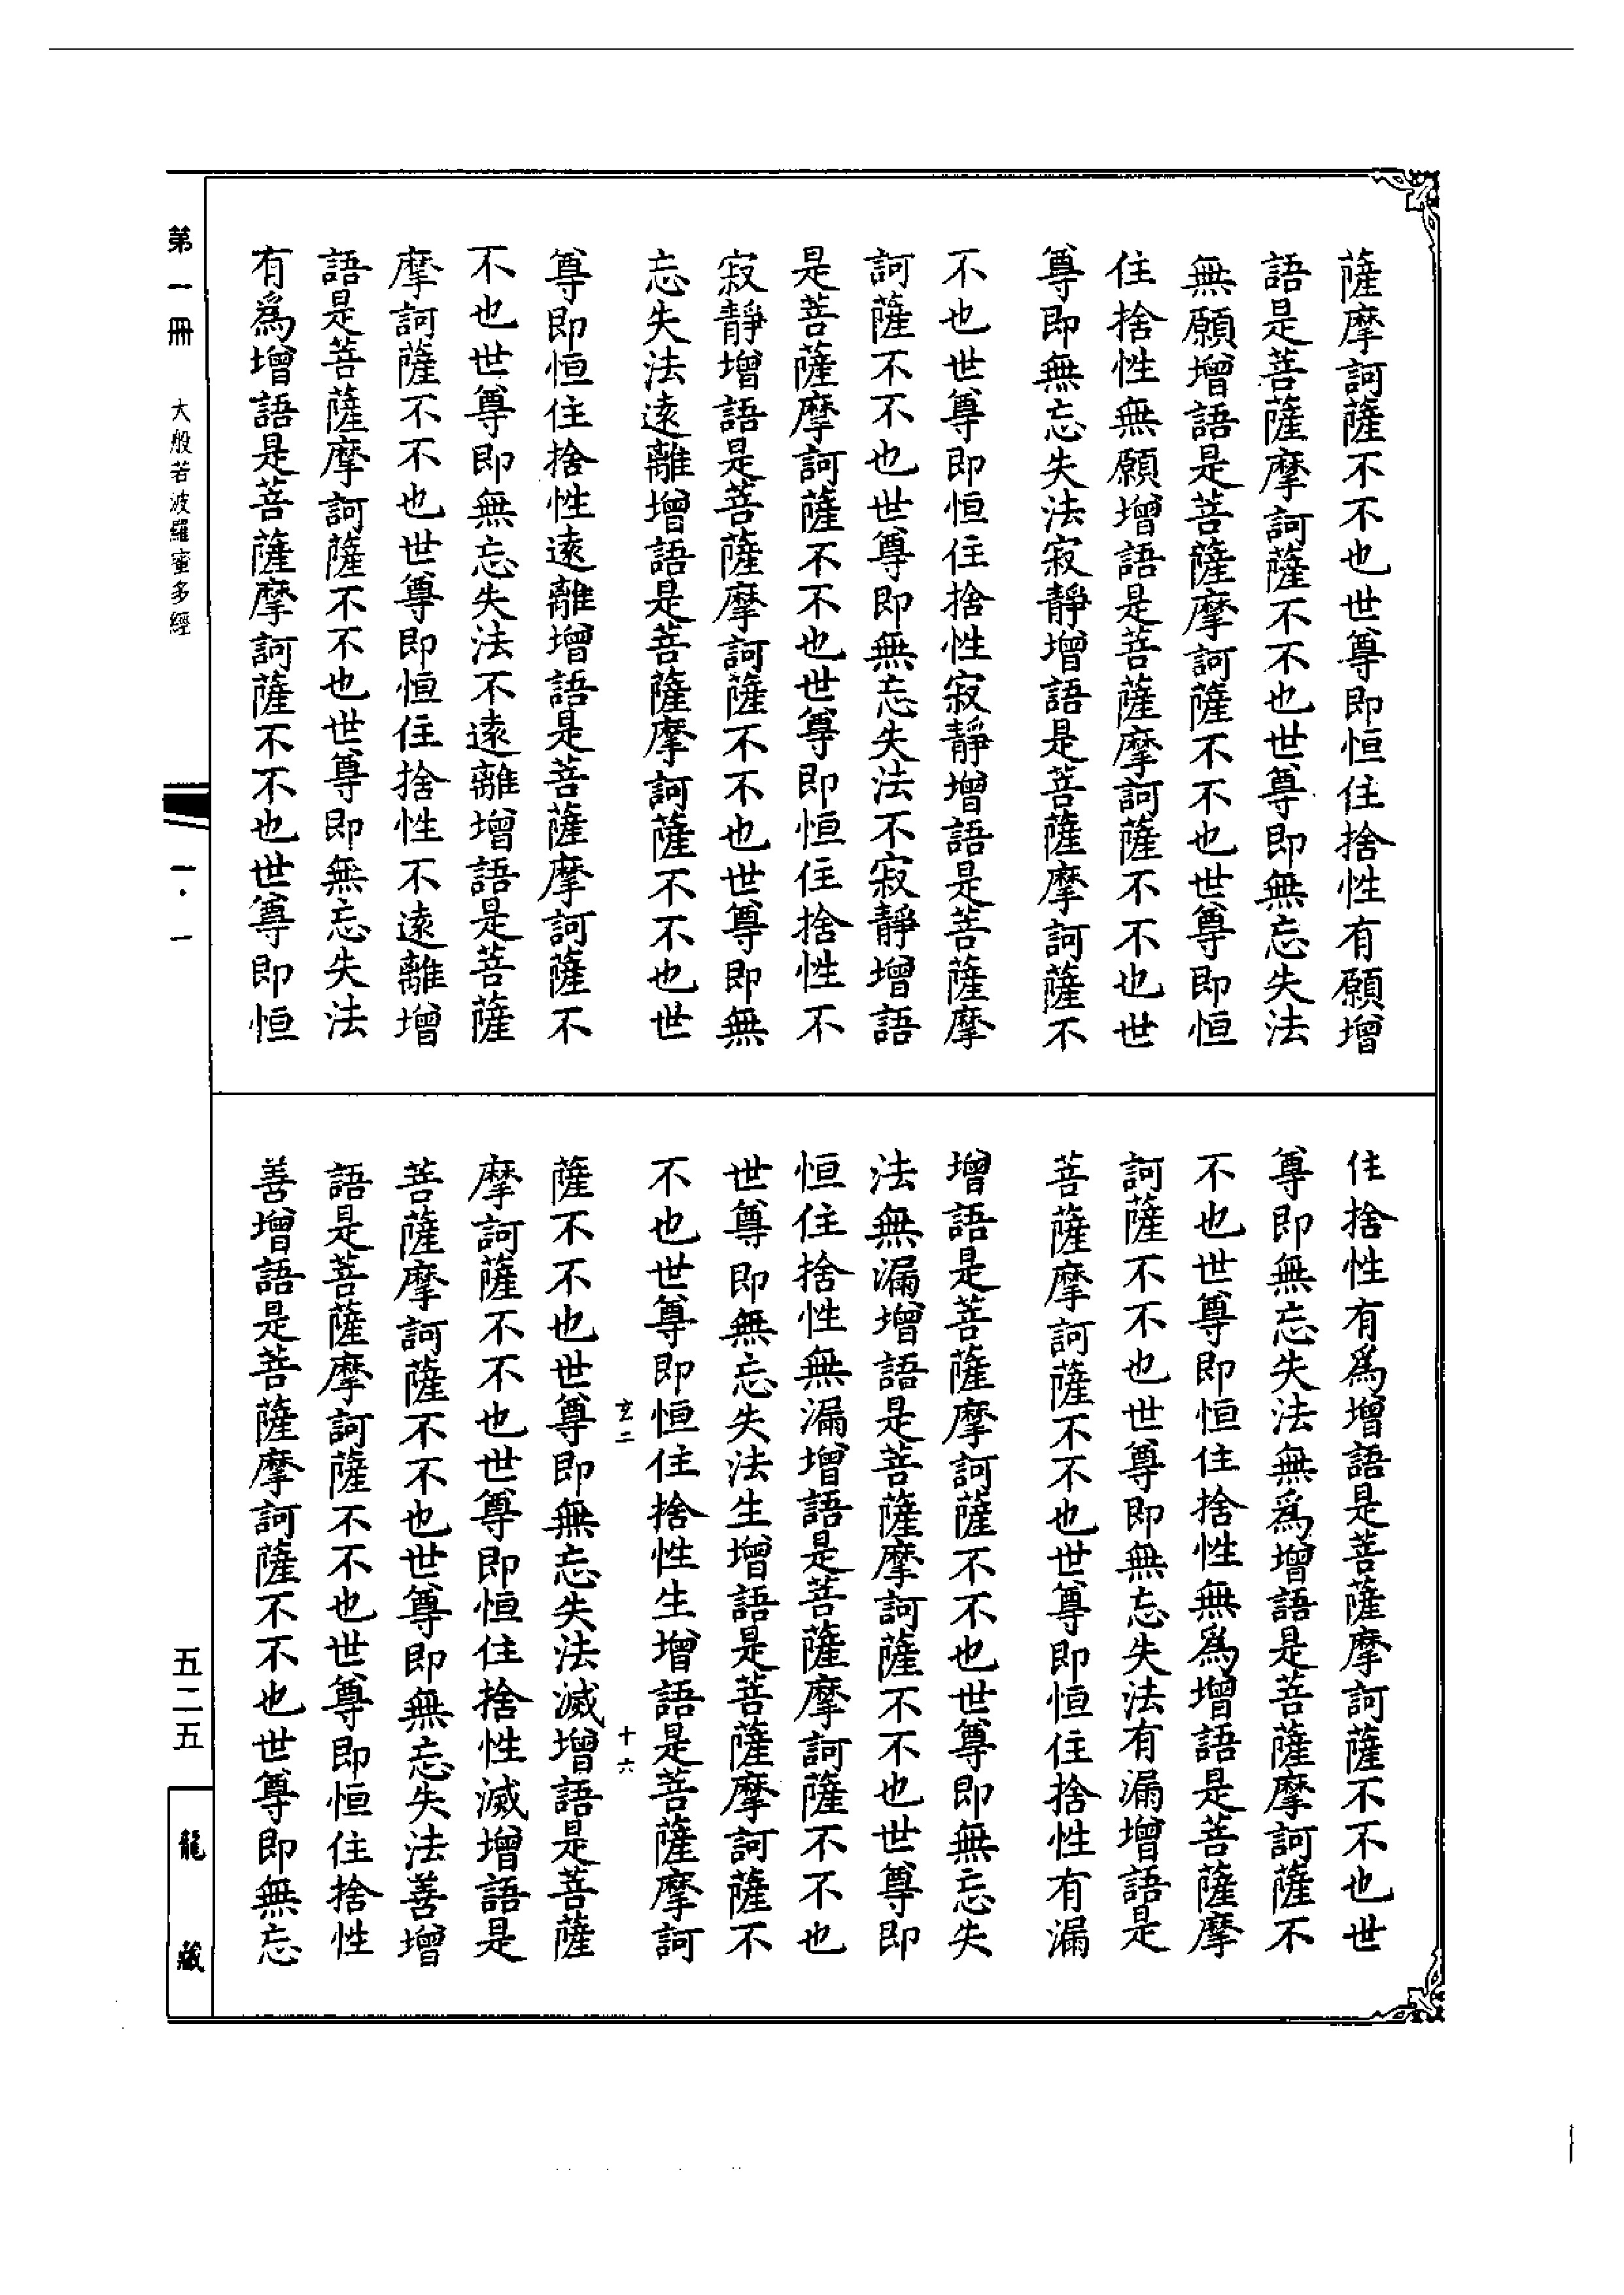 薩摩訶薩不不也世尊即恒住捨性有願增
語是菩薩摩訶薩不不也世尊即無忘失法
無願增語是菩薩摩訶薩不不也世尊即恒
住捨性無願增語是菩薩摩訶薩不不也世
尊即無忘失法寂靜增語是菩薩摩訶薩不
不也世尊即恒住捨性寂靜增語是菩薩摩
訶薩不不也世尊即無忘失法不寂靜增語
是菩薩摩訶薩不不也世尊即恒住捨性不
寂靜增語是菩薩摩訶薩不不也世尊即無
忘失法遠離增語是菩薩摩訶薩不不也世
尊即恒住捨性遠離增語是菩薩摩訶薩不
不也世尊即無忘失法不遠離增語是菩薩
摩訶薩不不也世尊即恒住捨性不遠離增
語是菩薩摩訶薩不不也世尊即無忘失法
有爲增語是菩薩摩訶薩不不也世尊即恒
住捨性有爲增語是菩薩摩訶薩不不也世
尊即無忘失法無爲增語是菩薩摩訶薩不
不也世尊即恒住捨性無爲增語是菩薩摩
訶薩不不也世尊即無忘失法有漏增語是
菩薩摩訶薩不不也世尊即恒住捨性有漏
增語是菩薩摩訶薩不不也世尊即無忘失
法無漏增語是菩薩摩訶薩不不也世尊即
恒住捨性無漏增語是菩薩摩訶薩不不也
世尊即無忘失法生增語是菩薩摩訶薩不
不也世尊即恒住捨性生增語是菩薩摩訶
玄二 十六
薩不不也世尊即無忘失法滅增語是菩薩
摩訶薩不不也世尊即恒住捨性滅增語是
菩薩摩訶薩不不也世尊即無忘失法善增
語是菩薩摩訶薩不不也世尊即恒住捨性
善增語是菩薩摩訶薩不不也世尊即無忘
第一冊 大般若波羅蜜多經 一·一 五二五 龍藏